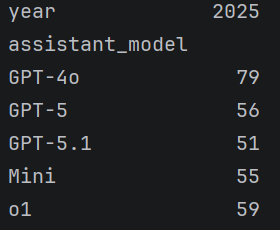 year 2025
assistant_model
GPT-4o 79
GPT-5 56
GPT-5.1 51
Mini 55
o1 59